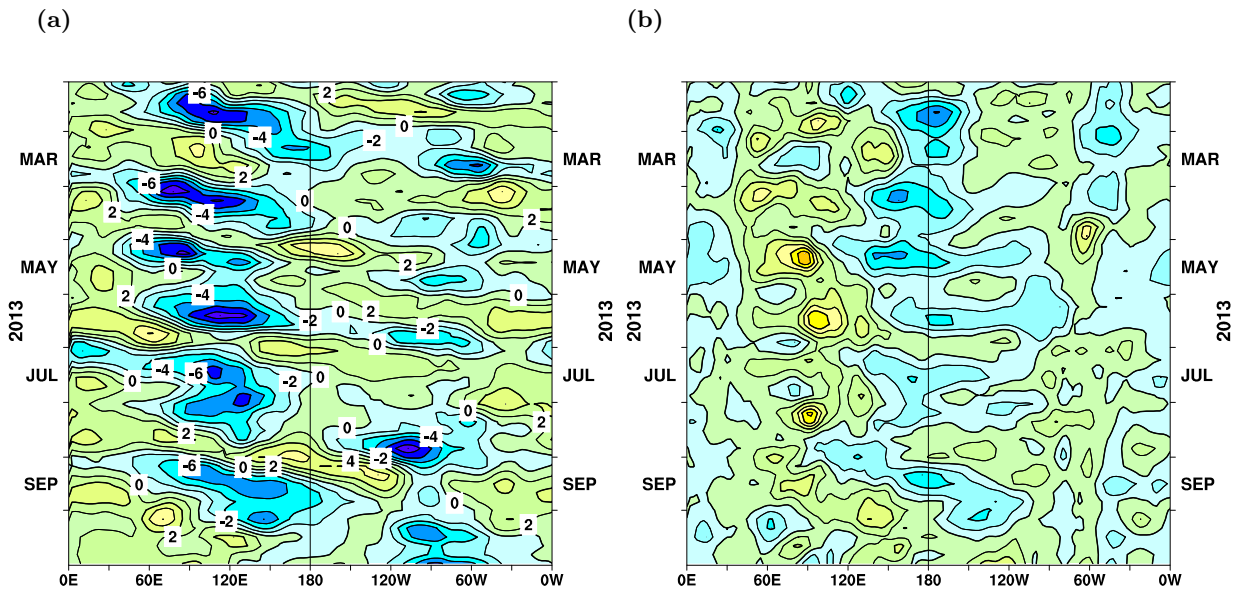 (a) (b)
-6 2
0 -4 0
-2
MAR MAR MAR MAR
2
-6
0
2 -4 2
0
-4
2
0
MAY MAY MAY MAY
2 -4 0
0 2
-2
-2
2013 2013 2013 2013
0
-4 -6
JUL 0 -2 0 JUL JUL JUL
0
2
2 0 -4
-6 0 2 4 -2
SEP 0 SEP SEP SEP
0
-2 2
2
0E 60E 120E 180 120W 60W 0W
0E 60E 120E 180 120W 60W 0W